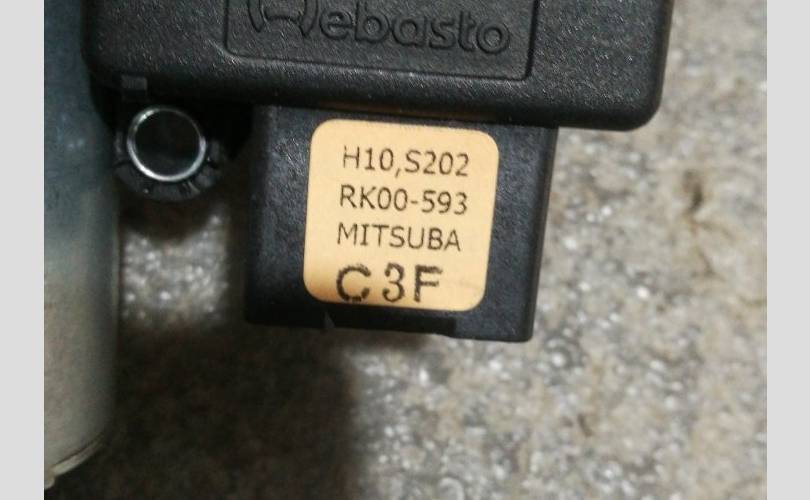 Webasto
H10,S202
RK00-593
MITSUBA
C3F